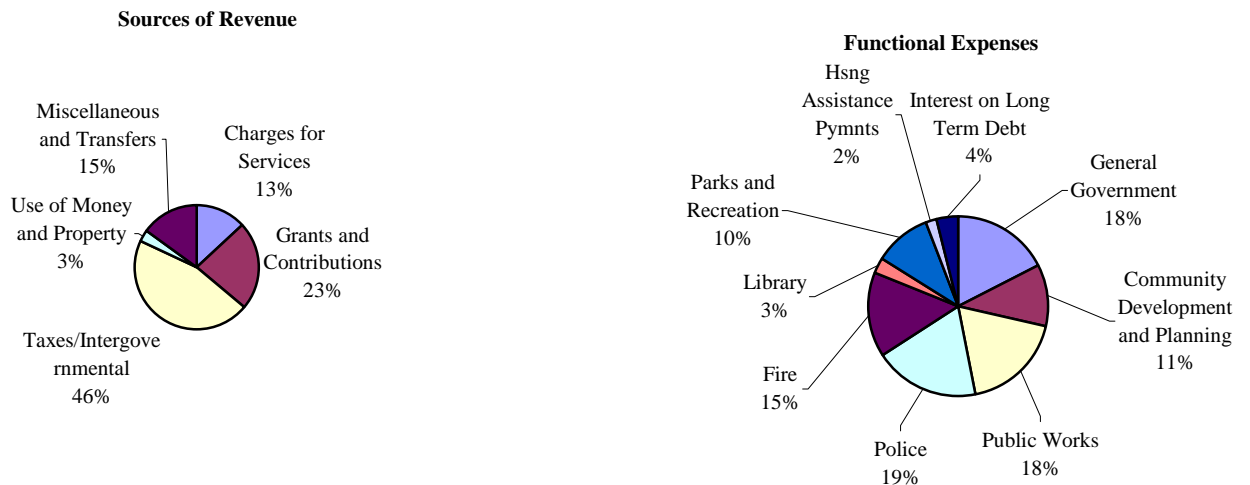 Sources of Revenue
Miscellaneous
and Transfers
15%
Charges for
Services
13%
Use of Money
and Property
3%
Grants and
Contributions
23%
Taxes/Intergove
rnmental
46%
Functional Expenses
Hsng
Assistance
Pymnts
2%
Interest on Long
Term Debt
4%
General
Government
18%
Parks and
Recreation
10%
Community
Development
and Planning
11%
Library
3%
Fire
15%
Police
19%
Public Works
18%